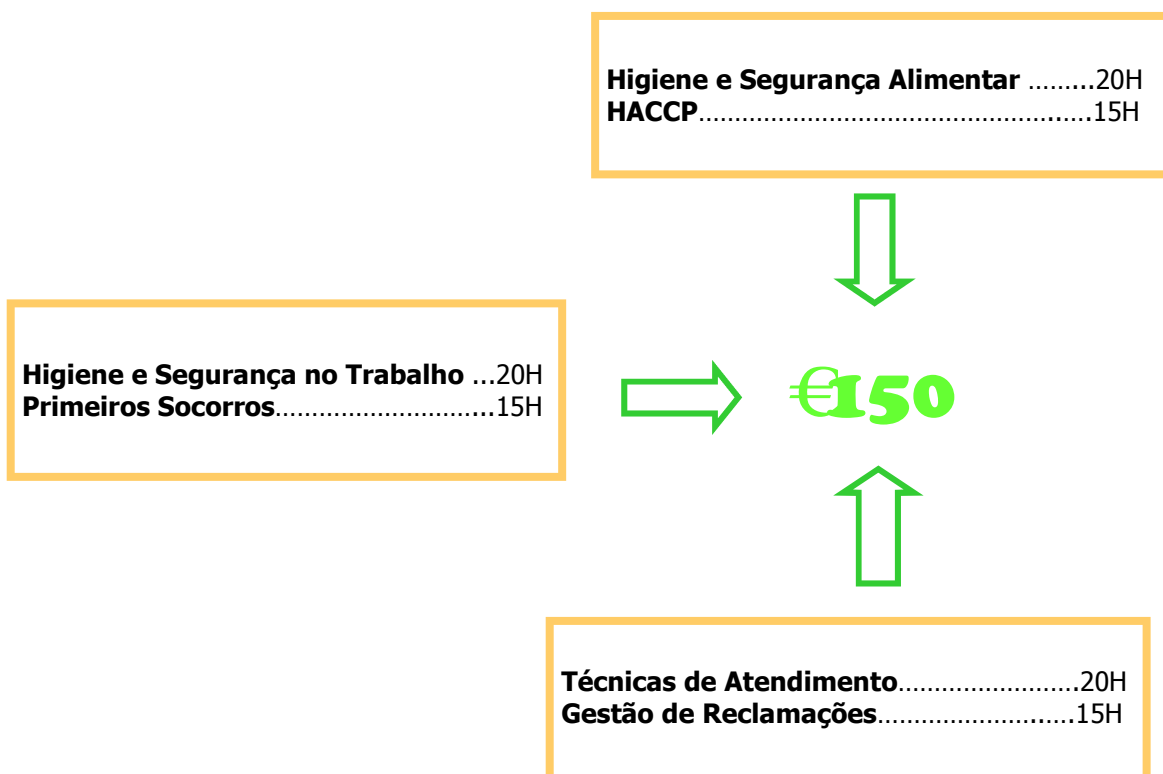 Higiene e Segurança Alimentar .........20H
HACCP.................................................15H
Higiene e Segurança no Trabalho ...20H
Primeiros Socorros..............................15H
€150
Técnicas de Atendimento.........................20H
Gestão de Reclamações...........................15H